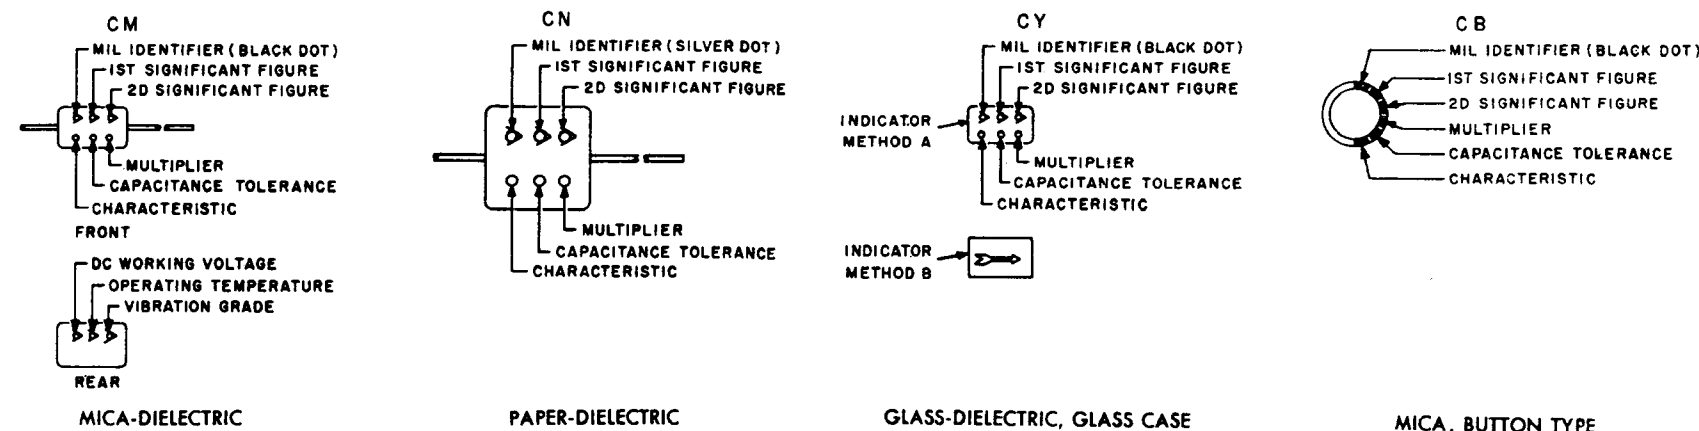 CM
MIL IDENTIFIER (BLACK DOT)
1ST SIGNIFICANT FIGURE
2D SIGNIFICANT FIGURE
MULTIPLIER
CAPACITANCE TOLERANCE
CHARACTERISTIC
FRONT
DC WORKING VOLTAGE
OPERATING TEMPERATURE
VIBRATION GRADE
REAR
MICA-DIELECTRIC
CN
MIL IDENTIFIER (SILVER DOT)
1ST SIGNIFICANT FIGURE
2D SIGNIFICANT FIGURE
MULTIPLIER
CAPACITANCE TOLERANCE
CHARACTERISTIC
PAPER-DIELECTRIC
CY
MIL IDENTIFIER (BLACK DOT)
1ST SIGNIFICANT FIGURE
2D SIGNIFICANT FIGURE
INDICATOR
METHOD A
MULTIPLIER
CAPACITANCE TOLERANCE
CHARACTERISTIC
INDICATOR
METHOD B
GLASS-DIELECTRIC, GLASS CASE
CB
MIL IDENTIFIER (BLACK DOT)
1ST SIGNIFICANT FIGURE
2D SIGNIFICANT FIGURE
MULTIPLIER
CAPACITANCE TOLERANCE
CHARACTERISTIC
MICA, BUTTON TYPE